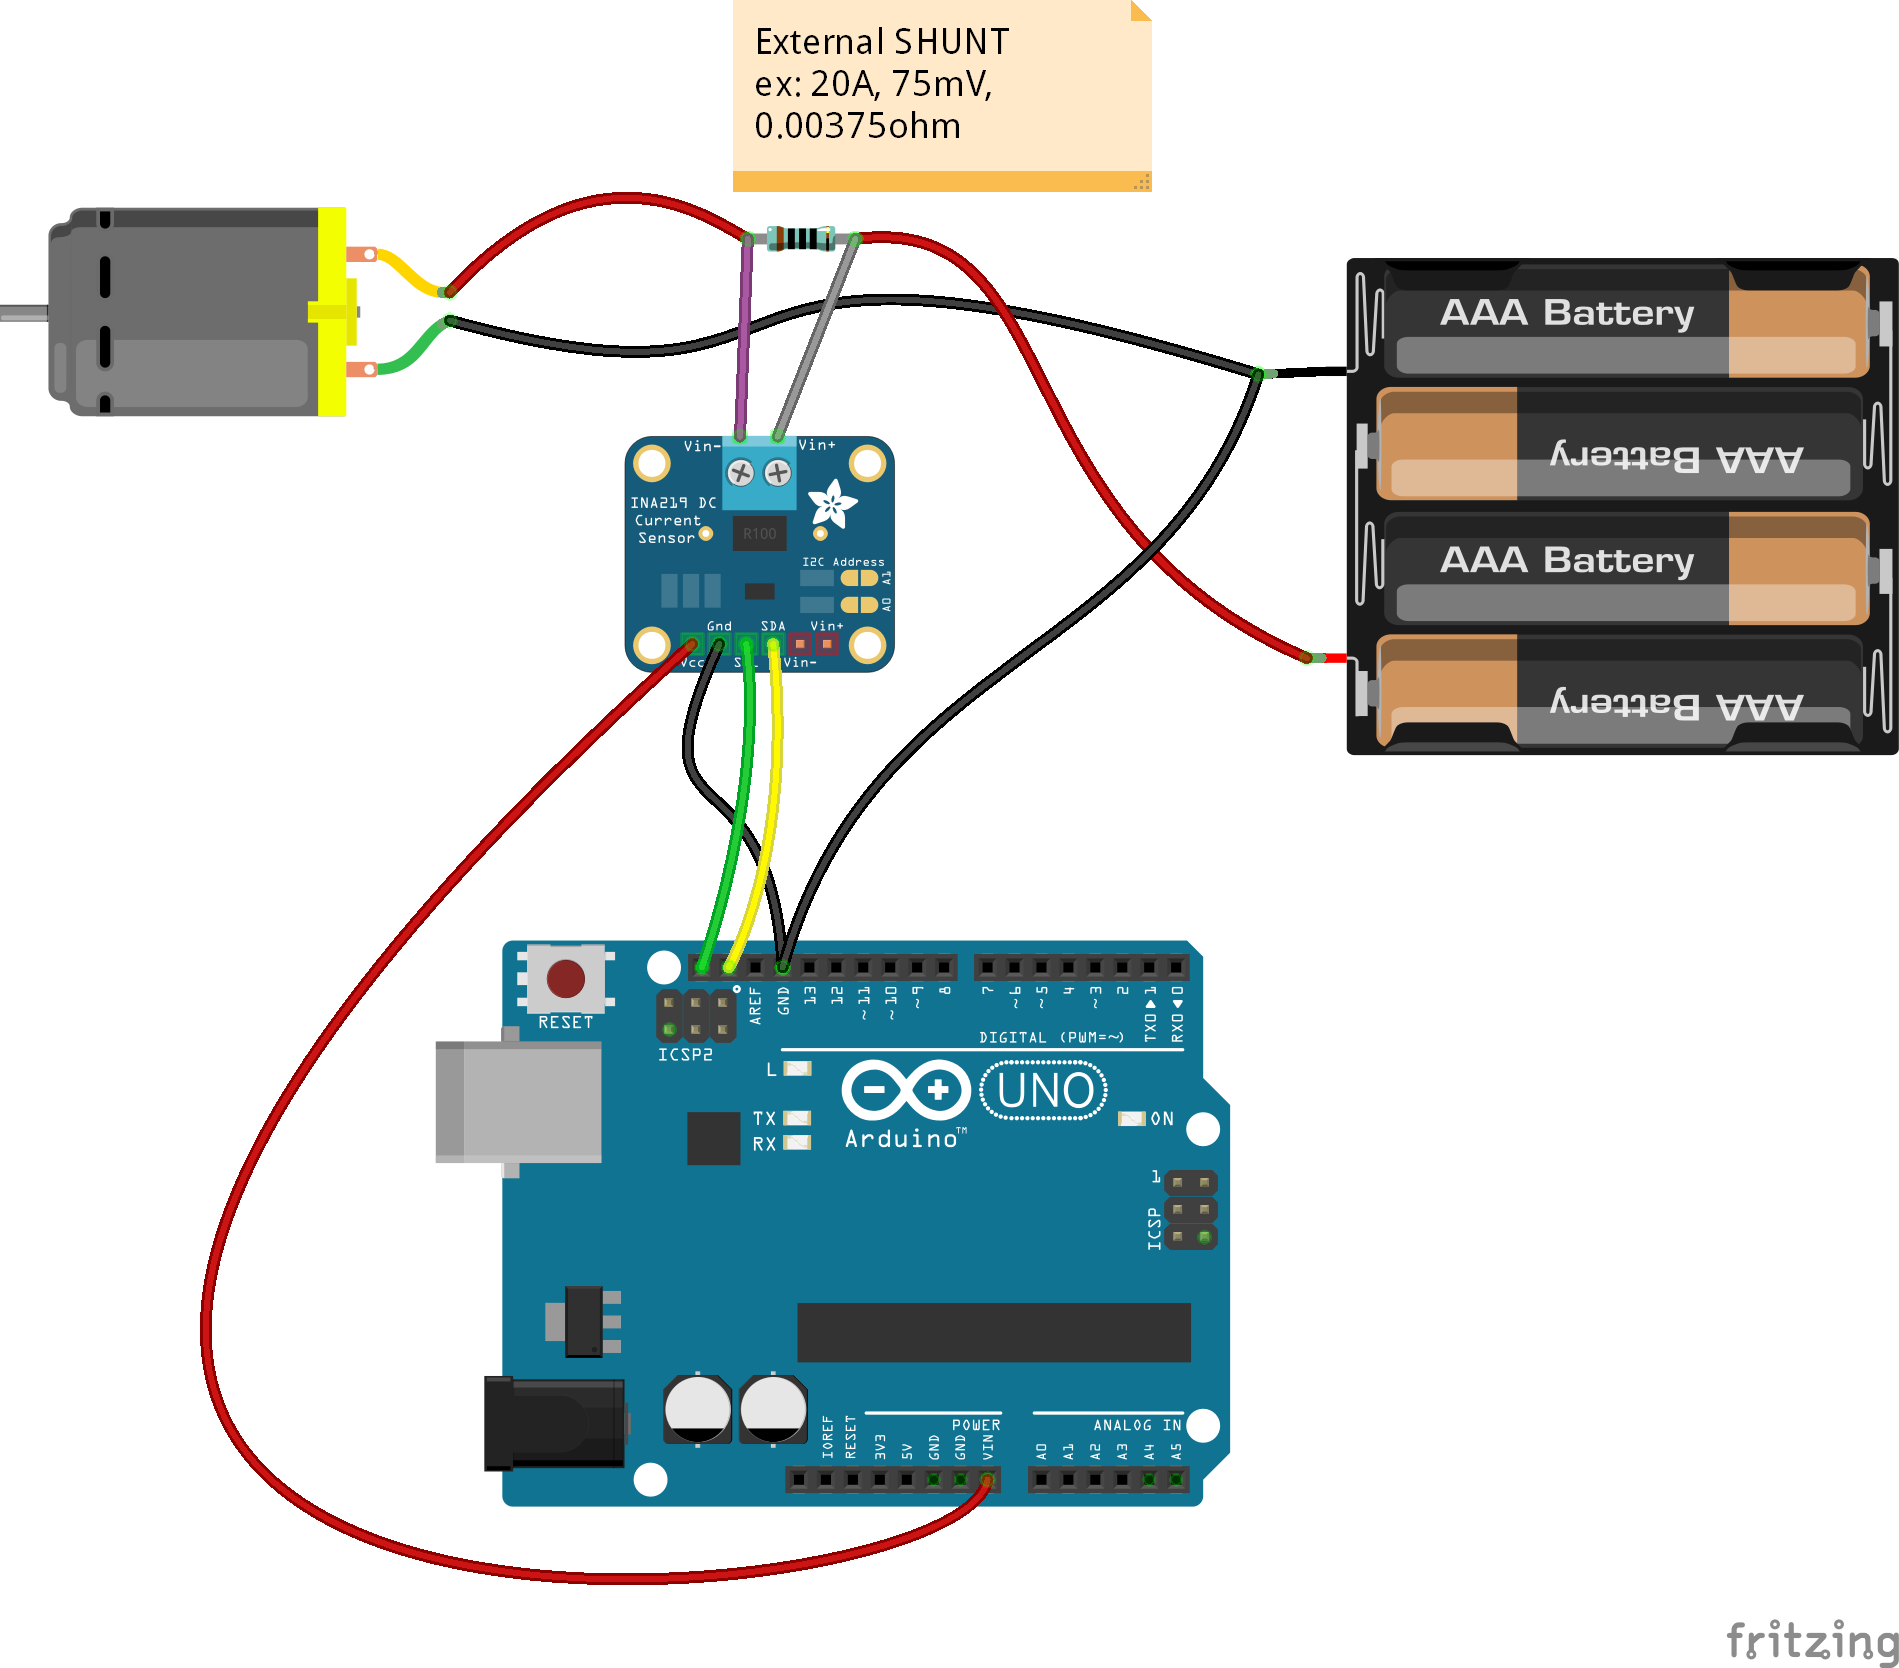 External SHUNT
ex: 20A, 75mV,
0.00375ohm
AAA Battery
AAA Battery
AAA Battery
AAA Battery
Vin- Vin+
INA219 DC
Current
Sensor
R100
I2C Address
A1
A0
Gnd SDA Vin+
Vcc Vin-
RESET
ICSP2
AREF
GND
13
12
~11
~10
~9
8
7
~6
~5
4
~3
2
TX0▶1
RX0◀0
DIGITAL (PWM=~)
L
TX
RX
UNO
Arduino™
ON
1
ICSP
POWER
ANALOG IN
IOREF
RESET
3V3
5V
GND
GND
VIN
A0
A1
A2
A3
A4
A5
fritzing